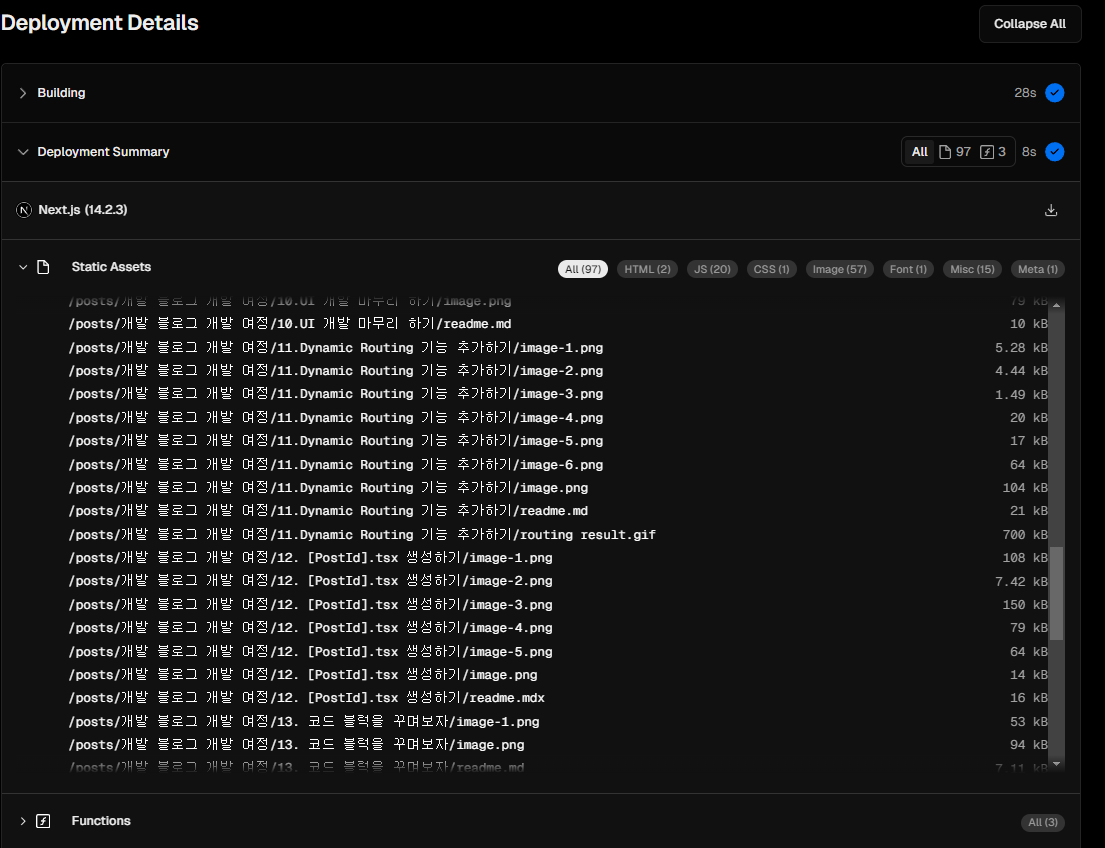 Deployment Details
Collapse All
Building 28s
Deployment Summary All 97 3 8s
Next.js (14.2.3)
Static Assets All (97) HTML (2) JS (20) CSS (1) Image (57) Font (1) Misc (15) Meta (1)
/posts/개발 블로그 개발 여정/10.UI 개발 마무리 하기/image.png 79 kB
/posts/개발 블로그 개발 여정/10.UI 개발 마무리 하기/readme.md 10 kB
/posts/개발 블로그 개발 여정/11.Dynamic Routing 기능 추가하기/image-1.png 5.28 kB
/posts/개발 블로그 개발 여정/11.Dynamic Routing 기능 추가하기/image-2.png 4.44 kB
/posts/개발 블로그 개발 여정/11.Dynamic Routing 기능 추가하기/image-3.png 1.49 kB
/posts/개발 블로그 개발 여정/11.Dynamic Routing 기능 추가하기/image-4.png 20 kB
/posts/개발 블로그 개발 여정/11.Dynamic Routing 기능 추가하기/image-5.png 17 kB
/posts/개발 블로그 개발 여정/11.Dynamic Routing 기능 추가하기/image-6.png 64 kB
/posts/개발 블로그 개발 여정/11.Dynamic Routing 기능 추가하기/image.png 104 kB
/posts/개발 블로그 개발 여정/11.Dynamic Routing 기능 추가하기/readme.md 21 kB
/posts/개발 블로그 개발 여정/11.Dynamic Routing 기능 추가하기/routing result.gif 700 kB
/posts/개발 블로그 개발 여정/12. [PostId].tsx 생성하기/image-1.png 108 kB
/posts/개발 블로그 개발 여정/12. [PostId].tsx 생성하기/image-2.png 7.42 kB
/posts/개발 블로그 개발 여정/12. [PostId].tsx 생성하기/image-3.png 150 kB
/posts/개발 블로그 개발 여정/12. [PostId].tsx 생성하기/image-4.png 79 kB
/posts/개발 블로그 개발 여정/12. [PostId].tsx 생성하기/image-5.png 64 kB
/posts/개발 블로그 개발 여정/12. [PostId].tsx 생성하기/image.png 14 kB
/posts/개발 블로그 개발 여정/12. [PostId].tsx 생성하기/readme.mdx 16 kB
/posts/개발 블로그 개발 여정/13. 코드 블럭을 꾸며보자/image-1.png 53 kB
/posts/개발 블로그 개발 여정/13. 코드 블럭을 꾸며보자/image.png 94 kB
/posts/개발 블로그 개발 여정/13. 코드 블럭을 꾸며보자/readme.md 7.11 kB
Functions All (3)